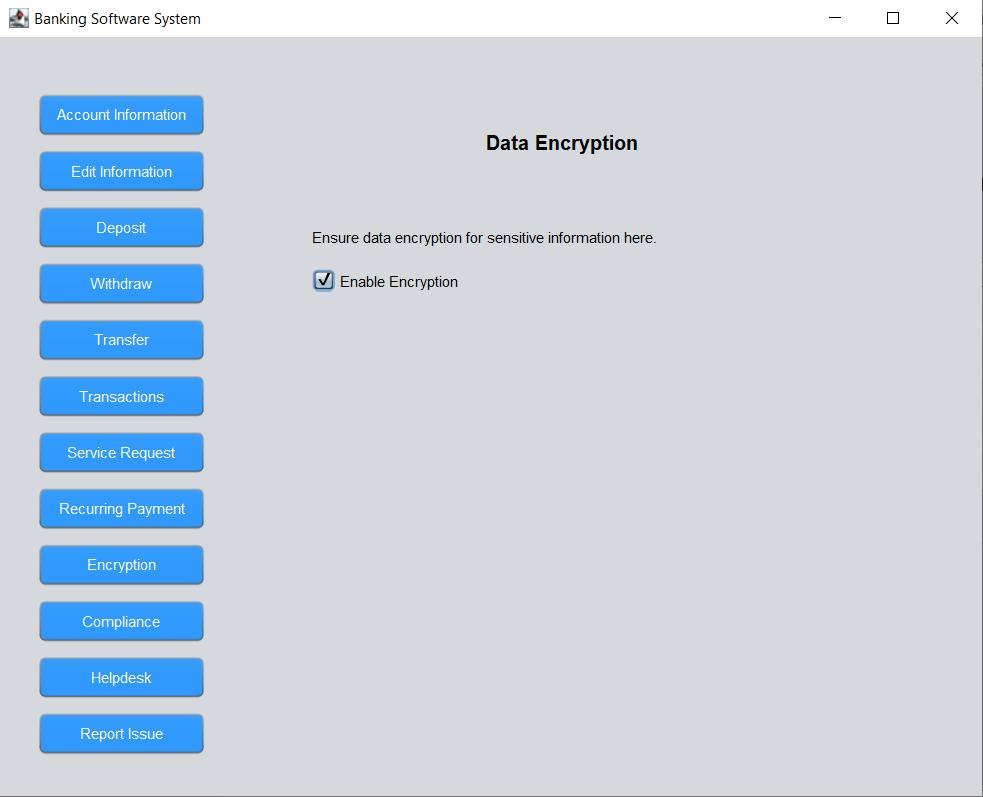 Banking Software System
Account Information
Edit Information
Deposit
Withdraw
Transfer
Transactions
Service Request
Recurring Payment
Encryption
Compliance
Helpdesk
Report Issue
Data Encryption
Ensure data encryption for sensitive information here.
Enable Encryption